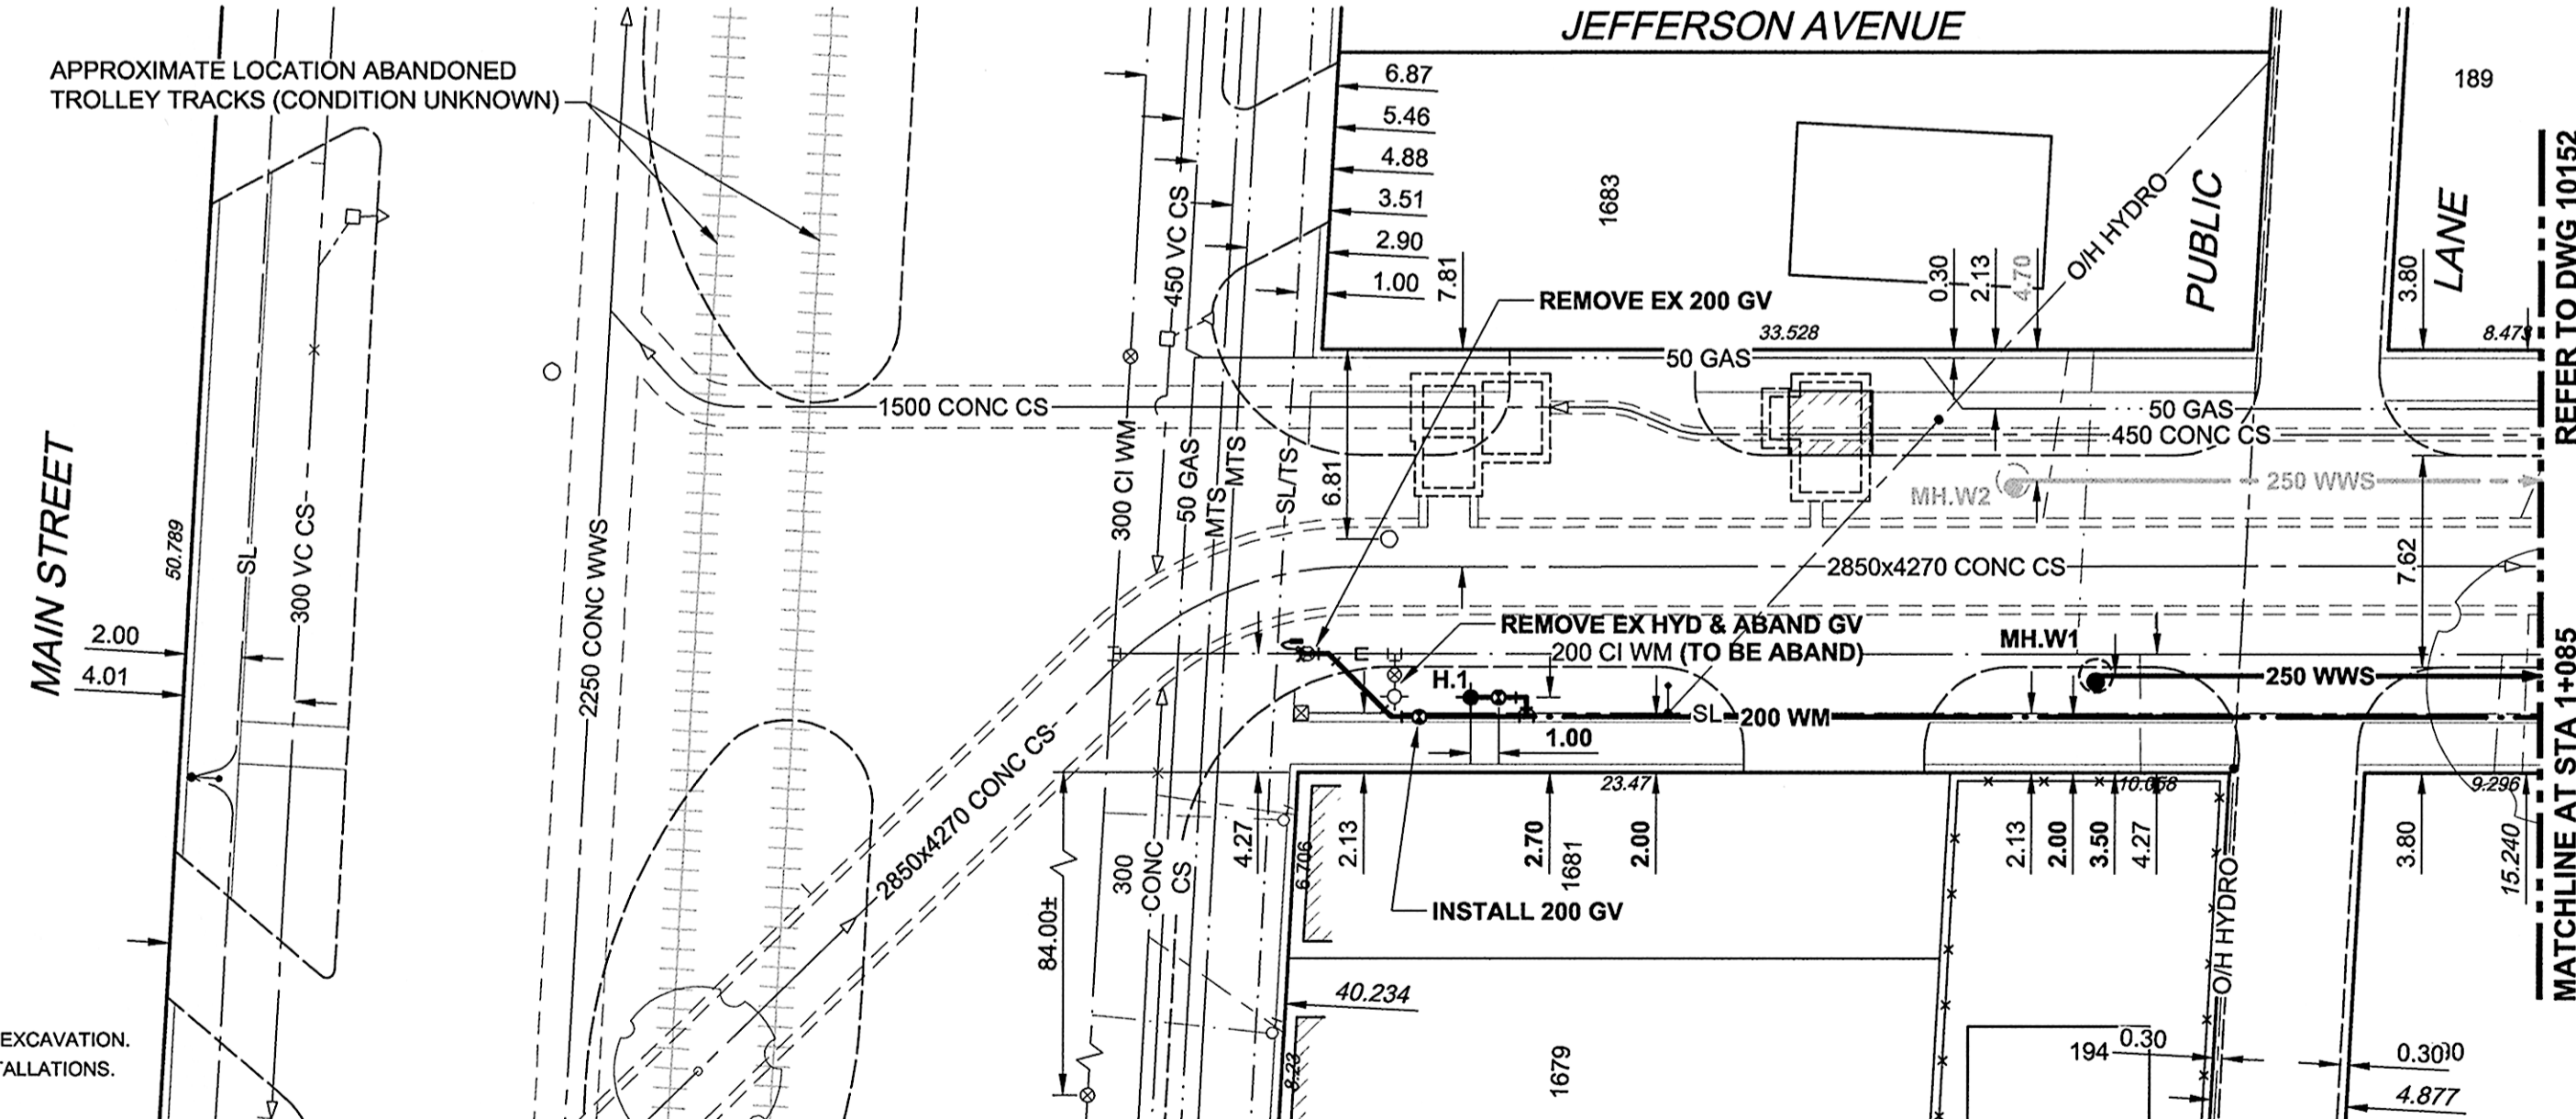 JEFFERSON AVENUE
APPROXIMATE LOCATION ABANDONED
TROLLEY TRACKS (CONDITION UNKNOWN)
6.87
5.46
4.88
3.51
2.90
1.00
7.81
450 VC CS
1683
189
PUBLIC
LANE
O/H HYDRO
REFER TO DWG 10152
0.30
2.13
4.70
3.80
REMOVE EX 200 GV
33.528
8.473
50 GAS
1500 CONC CS
50 GAS
450 CONC CS
MAIN STREET
50.789
SL
300 VC CS
2250 CONC WWS
300 CI WM
50 GAS
MTS
MTS
SL/TS
6.81
MH.W2
250 WWS
2850x4270 CONC CS
7.62
2.00
4.01
REMOVE EX HYD & ABAND GV
200 CI WM (TO BE ABAND)
MH.W1
H.1
250 WWS
SL
200 WM
1.00
MATCHLINE AT STA 1+085
2850x4270 CONC CS
23.47
10.058
9.296
84.00±
300
CONC
CS
4.27
6.706
2.13
2.70
1681
2.00
2.13
2.00
3.50
4.27
3.80
15.240
INSTALL 200 GV
O/H HYDRO
40.234
EXCAVATION.
TALLATIONS.
8.23
1679
194
0.30
0.30
4.877